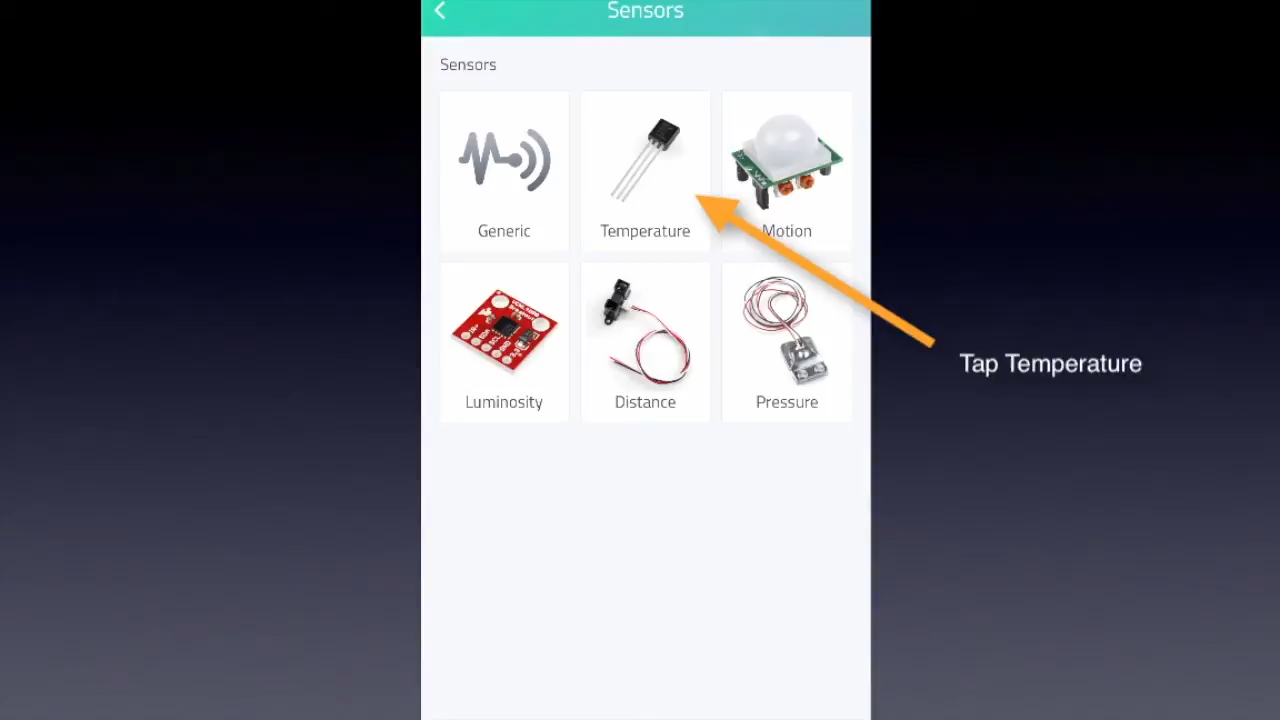 Sensors
Sensors
Generic
Temperature
Motion
Luminosity
Distance
Pressure
Tap Temperature